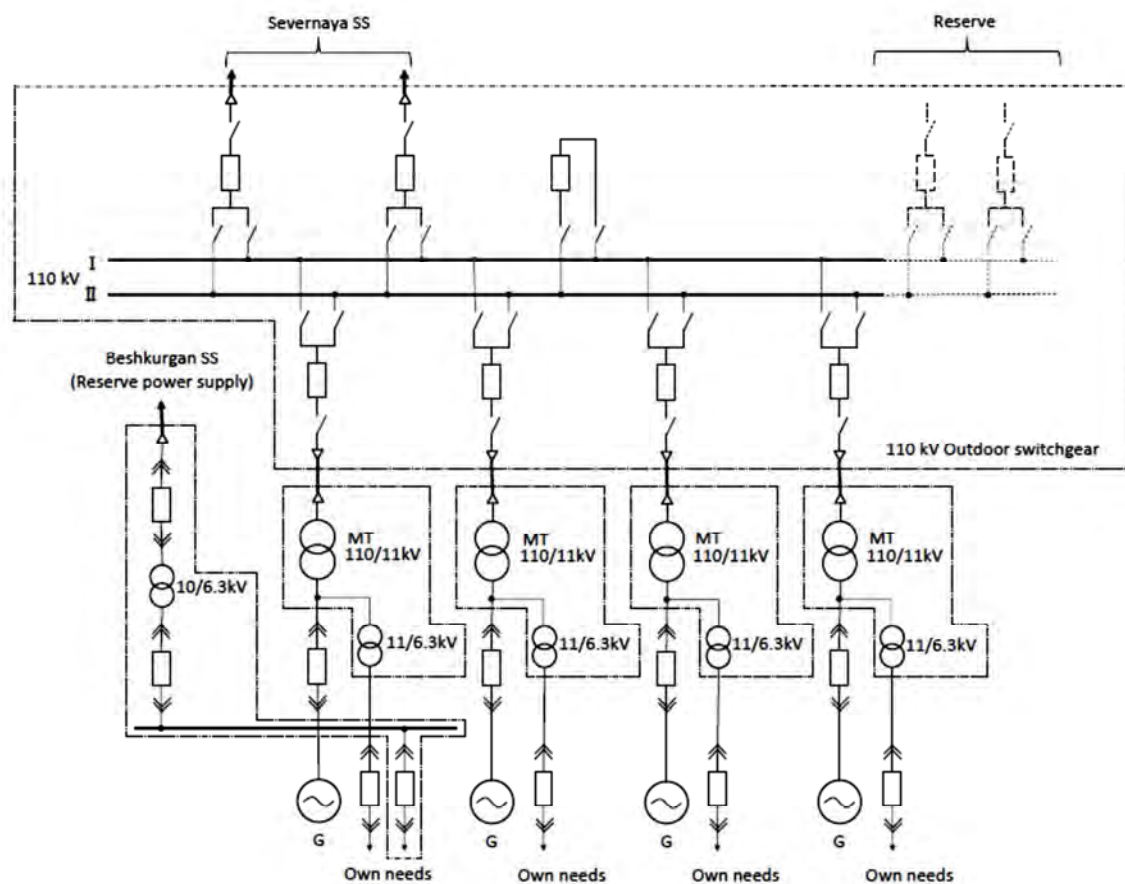 Severnaya SS
Reserve
I
110 kV
II
Beshkurgan SS
(Reserve power supply)
110 kV Outdoor switchgear
MT
110/11kV
MT
110/11kV
MT
110/11kV
MT
110/11kV
10/6.3kV
11/6.3kV
11/6.3kV
11/6.3kV
11/6.3kV
G
G
G
G
Own needs
Own needs
Own needs
Own needs